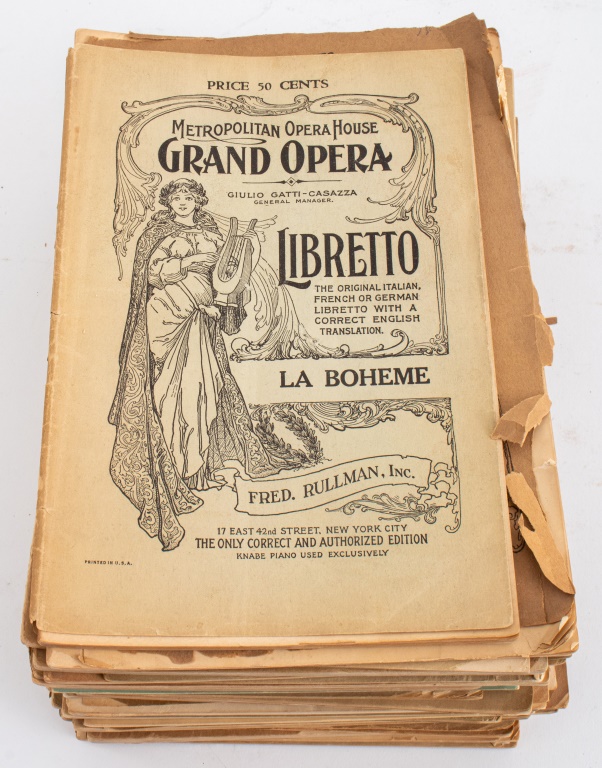 PRICE 50 CENTS
METROPOLITAN OPERA HOUSE
GRAND OPERA
GIULIO GATTI-CASAZZA
GENERAL MANAGER.
LIBRETTO
THE ORIGINAL ITALIAN,
FRENCH OR GERMAN
LIBRETTO WITH A
CORRECT ENGLISH
TRANSLATION.
LA BOHEME
FRED. RULLMAN, INC.
17 EAST 42nd STREET, NEW YORK CITY
THE ONLY CORRECT AND AUTHORIZED EDITION
KNABE PIANO USED EXCLUSIVELY
PRINTED IN U.S.A.